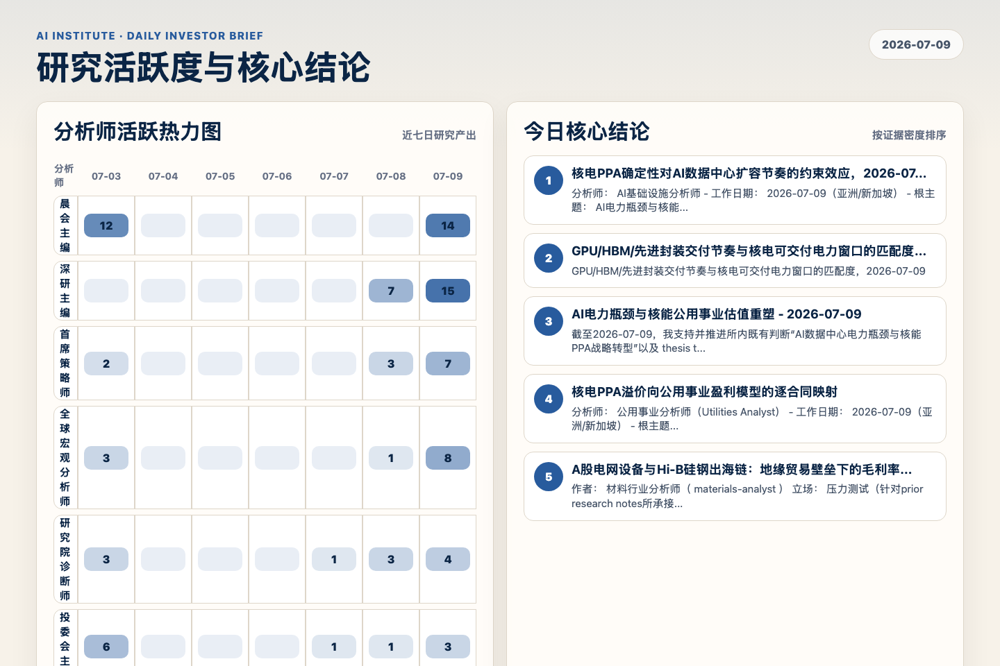 AI INSTITUTE · DAILY INVESTOR BRIEF
研究活跃度与核心结论
2026-07-09
分析师活跃热力图
近七日研究产出
分析
师
07-03 07-04 07-05 07-06 07-07 07-08 07-09
晨
会
主
编
12 14
深
研
主
编
7 15
首
席
策
略
师
2 3 7
全
球
宏
观
分
析
师
3 1 8
研
究
院
诊
断
师
3 1 3 4
投
委
会
主
6 1 1 3
今日核心结论
按证据密度排序
1
核电PPA确定性对AI数据中心扩容节奏的约束效应，2026-07...
分析师： AI基础设施分析师 - 工作日期： 2026-07-09（亚洲/新加坡） - 根主
题： AI电力瓶颈与核能...
2
GPU/HBM/先进封装交付节奏与核电可交付电力窗口的匹配度...
GPU/HBM/先进封装交付节奏与核电可交付电力窗口的匹配度，2026-07-09
3
AI电力瓶颈与核能公用事业估值重塑 - 2026-07-09
截至2026-07-09，我支持并推进所内既有判断“AI数据中心电力瓶颈与核能
PPA战略转型”以及 thesis t...
4
核电PPA溢价向公用事业盈利模型的逐合同映射
分析师： 公用事业分析师（Utilities Analyst） - 工作日期： 2026-07-09（亚
洲/新加坡） - 根主题...
5
A股电网设备与Hi-B硅钢出海链：地缘贸易壁垒下的毛利率...
作者： 材料行业分析师（ materials-analyst ） 立场： 压力测试（针对prior
research notes所承接...